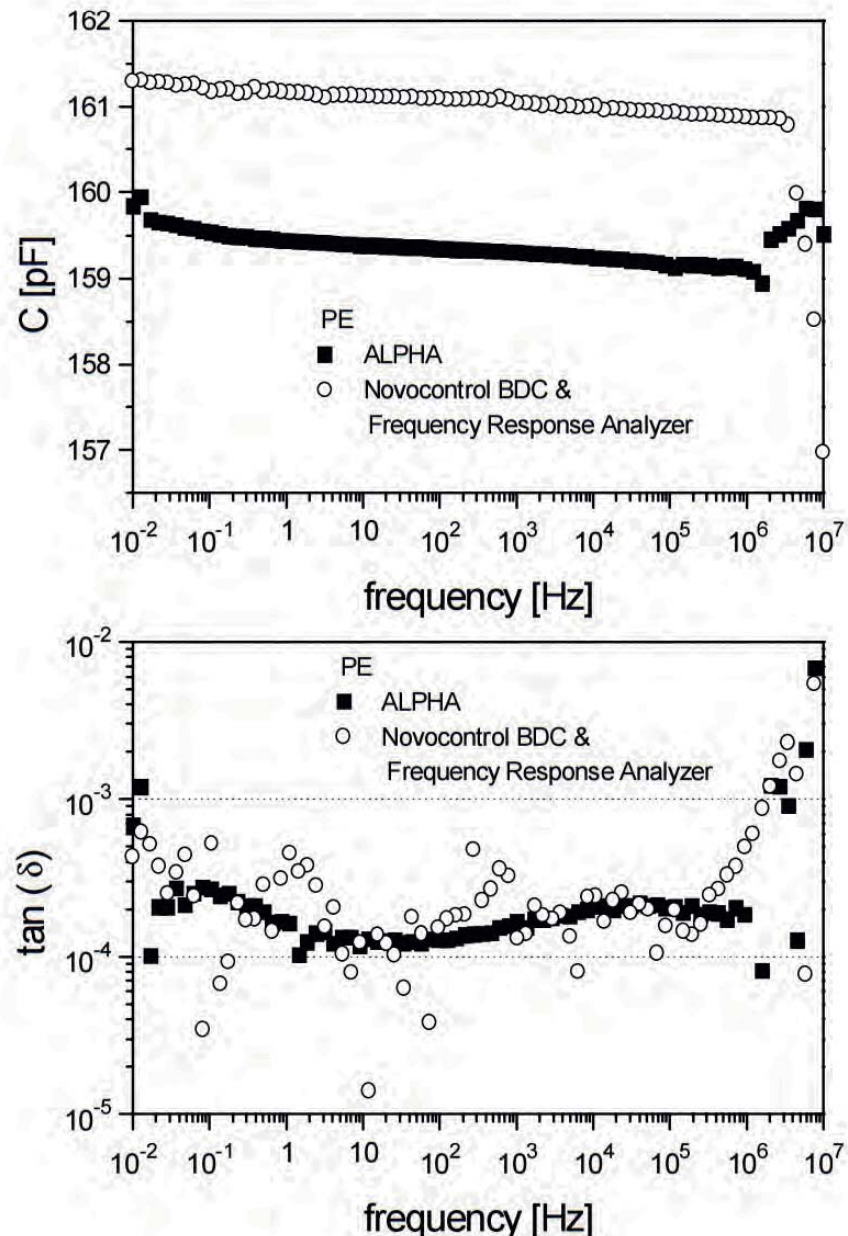 162
161
160
159
158
157
C [pF]
PE
ALPHA
Novocontrol BDC &
Frequency Response Analyzer
10-2
10-1
1
10
102
103
104
105
106
107
frequency [Hz]
10-2
10-3
10-4
10-5
tan (δ)
PE
ALPHA
Novocontrol BDC &
Frequency Response Analyzer
10-2
10-1
1
10
102
103
104
105
106
107
frequency [Hz]